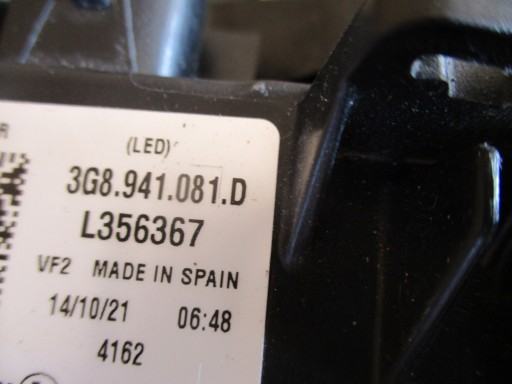 R
(LED)
3G8.941.081.D
L356367
VF2 MADE IN SPAIN
14/10/21 06:48
4162